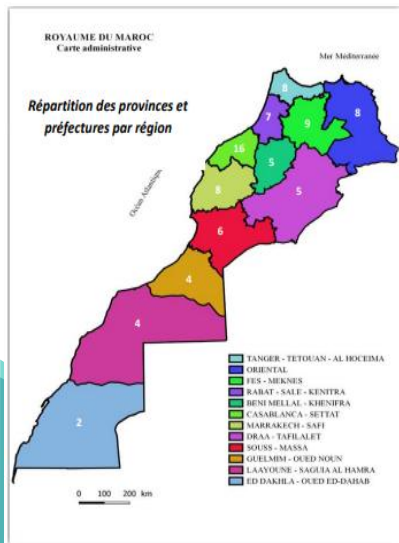 ROYAUME DU MAROC
Carte administrative
Mer Méditerranée
Répartition des provinces et
préfectures par région
Océan Atlantique
8
7
9
8
16
5
8
5
6
4
4
2
TANGER - TETOUAN - AL HOCEIMA
ORIENTAL
FES - MEKNES
RABAT - SALE - KENITRA
BENI MELLAL - KHENIFRA
CASABLANCA - SETTAT
MARRAKECH - SAFI
DRAA - TAFILALET
SOUSS - MASSA
GUELMIM - OUED NOUN
LAAYOUNE - SAGUIA AL HAMRA
ED DAKHLA - OUED ED-DAHAB
0 100 200 km